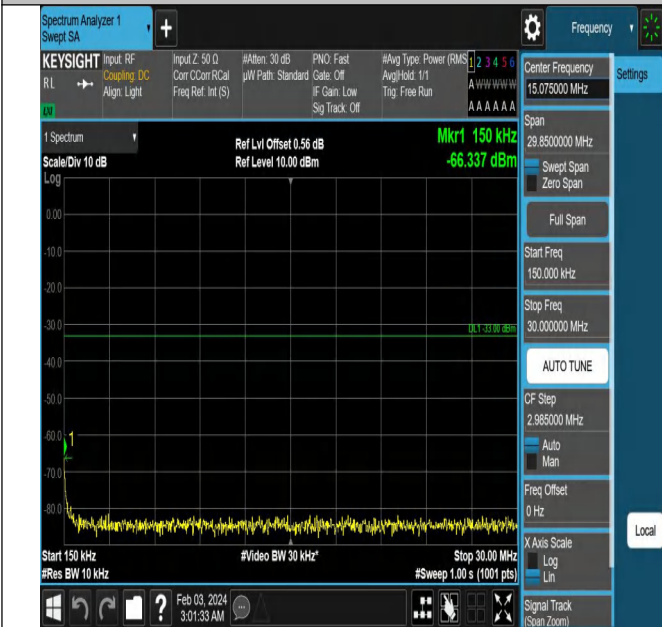 Spectrum Analyzer 1
Swept SA
Frequency
KEYSIGHT
RL
LXI
Input: RF
Coupling: DC
Align: Light
Input Z: 50 Ω
Corr CCorr RCal
Freq Ref: Int (S)
#Atten: 30 dB
µW Path: Standard
PNO: Fast
Gate: Off
IF Gain: Low
Sig Track: Off
#Avg Type: Power (RMS
Avg|Hold: 1/1
Trig: Free Run
1 2 3 4 5 6
A W W W W W
A A A A A A
1 Spectrum
Scale/Div 10 dB
Log
Ref Lvl Offset 0.56 dB
Ref Level 10.00 dBm
Mkr1 150 kHz
-66.337 dBm
0.00
-10.0
-20.0
-30.0
-40.0
-50.0
-60.0
-70.0
-80.0
DL1 -33.00 dBm
1
Start 150 kHz
#Res BW 10 kHz
#Video BW 30 kHz*
Stop 30.00 MHz
#Sweep 1.00 s (1001 pts)
Feb 03, 2024
3:01:33 AM
Center Frequency
15.075000 MHz
Settings
Span
29.8500000 MHz
Swept Span
Zero Span
Full Span
Start Freq
150.000 kHz
Stop Freq
30.000000 MHz
AUTO TUNE
CF Step
2.985000 MHz
Auto
Man
Freq Offset
0 Hz
Local
X Axis Scale
Log
Lin
Signal Track
(Span Zoom)